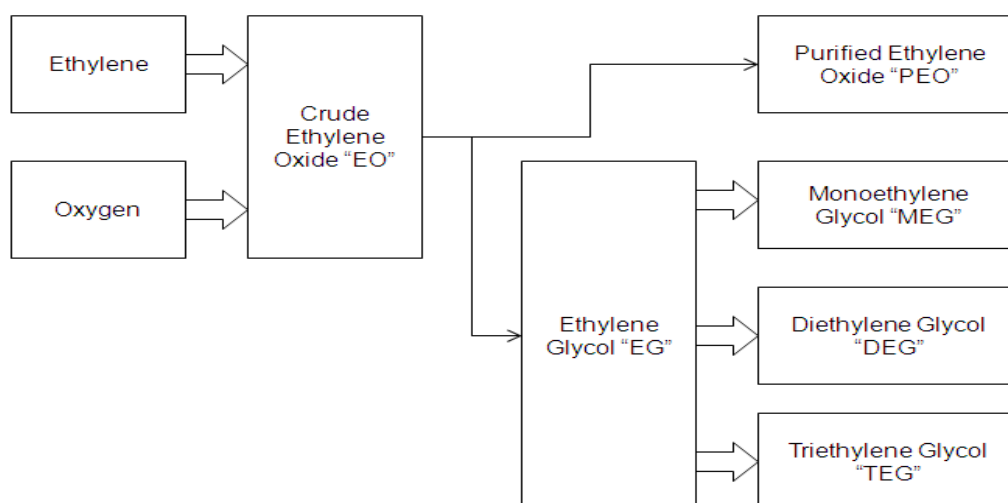 Ethylene
Oxygen
Crude
Ethylene
Oxide “EO”
Purified Ethylene
Oxide “PEO”
Ethylene
Glycol “EG”
Monoethylene
Glycol “MEG”
Diethylene Glycol
“DEG”
Triethylene Glycol
“TEG”